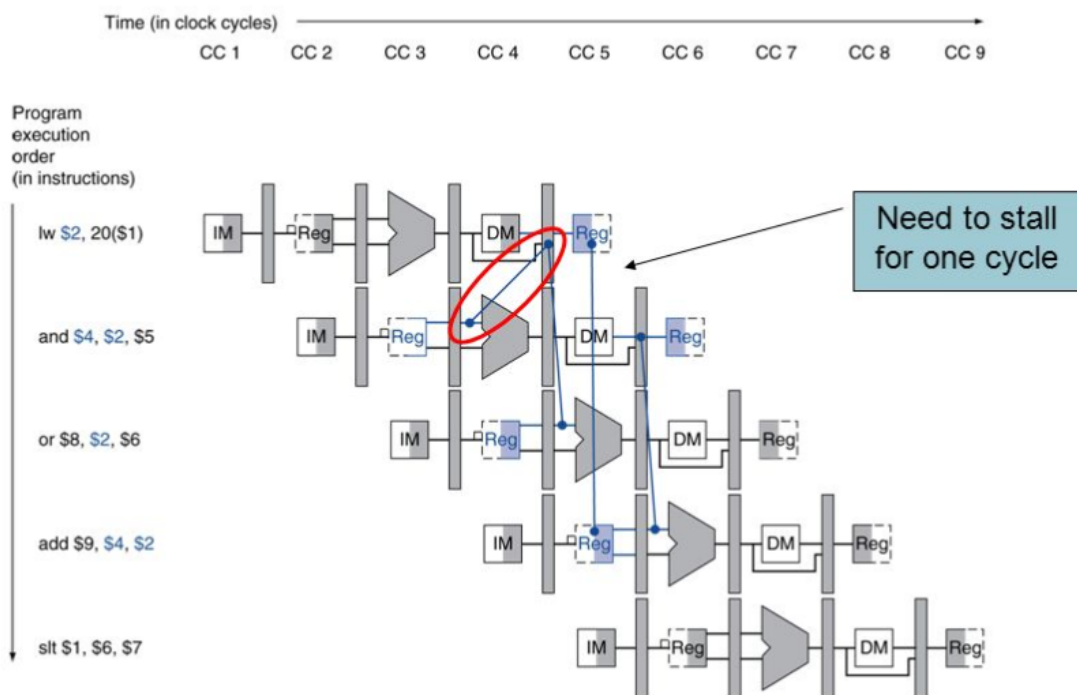 Time (in clock cycles)
CC 1 CC 2 CC 3 CC 4 CC 5 CC 6 CC 7 CC 8 CC 9
Program
execution
order
(in instructions)
lw $2, 20($1) IM Reg DM Reg
Need to stall
for one cycle
and $4, $2, $5 IM Reg DM Reg
or $8, $2, $6 IM Reg DM Reg
add $9, $4, $2 IM Reg DM Reg
slt $1, $6, $7 IM Reg DM Reg